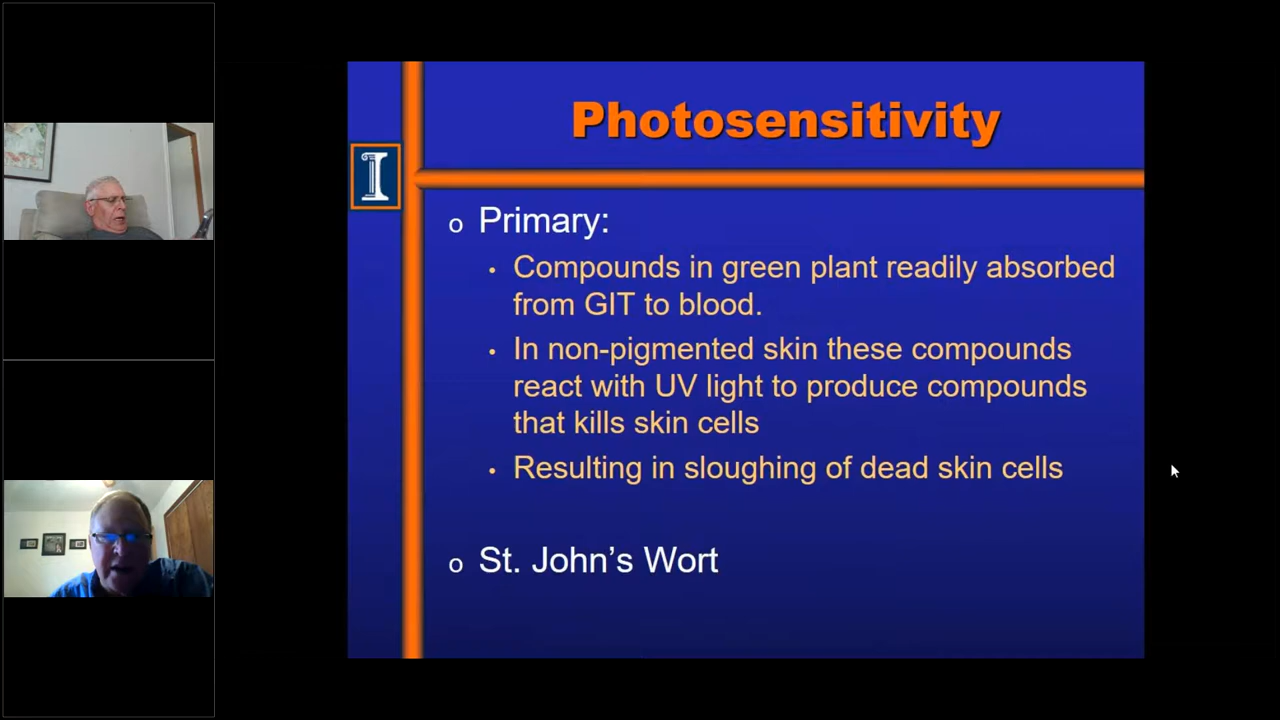 Photosensitivity
I
o Primary:
• Compounds in green plant readily absorbed
from GIT to blood.
• In non-pigmented skin these compounds
react with UV light to produce compounds
that kills skin cells
• Resulting in sloughing of dead skin cells
o St. John’s Wort